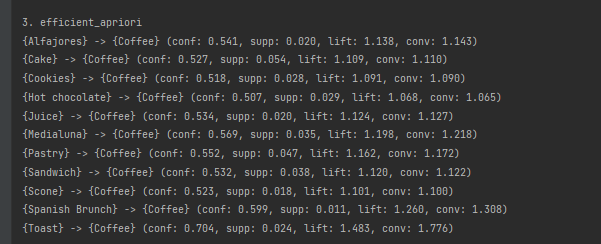 3. efficient_apriori
{Alfajores} -> {Coffee} (conf: 0.541, supp: 0.020, lift: 1.138, conv: 1.143)
{Cake} -> {Coffee} (conf: 0.527, supp: 0.054, lift: 1.109, conv: 1.110)
{Cookies} -> {Coffee} (conf: 0.518, supp: 0.028, lift: 1.091, conv: 1.090)
{Hot chocolate} -> {Coffee} (conf: 0.507, supp: 0.029, lift: 1.068, conv: 1.065)
{Juice} -> {Coffee} (conf: 0.534, supp: 0.020, lift: 1.124, conv: 1.127)
{Medialuna} -> {Coffee} (conf: 0.569, supp: 0.035, lift: 1.198, conv: 1.218)
{Pastry} -> {Coffee} (conf: 0.552, supp: 0.047, lift: 1.162, conv: 1.172)
{Sandwich} -> {Coffee} (conf: 0.532, supp: 0.038, lift: 1.120, conv: 1.122)
{Scone} -> {Coffee} (conf: 0.523, supp: 0.018, lift: 1.101, conv: 1.100)
{Spanish Brunch} -> {Coffee} (conf: 0.599, supp: 0.011, lift: 1.260, conv: 1.308)
{Toast} -> {Coffee} (conf: 0.704, supp: 0.024, lift: 1.483, conv: 1.776)